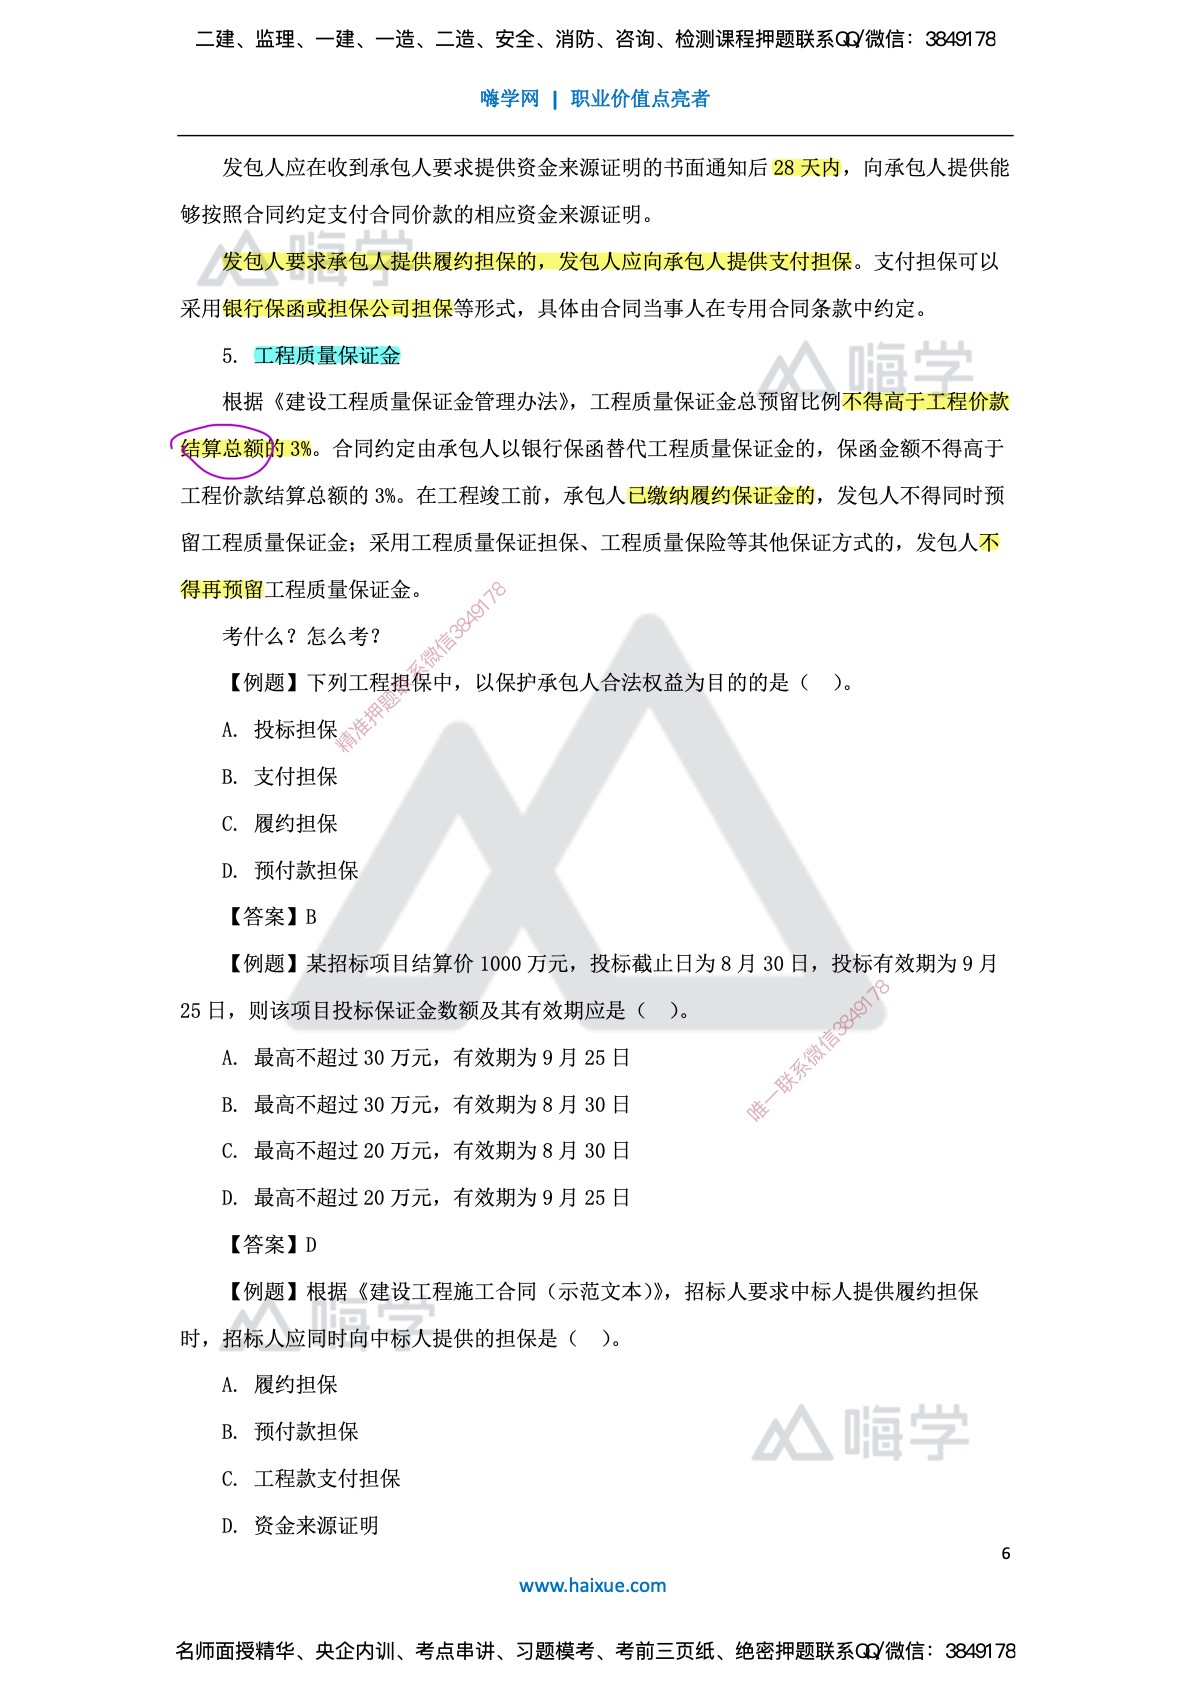 二建、监理、一建、一造、二造、安全、消防、咨询、检测课程押题联系QQ/微信：3849178
嗨学网 | 职业价值点亮者
发包人应在收到承包人要求提供资金来源证明的书面通知后 28 天内，向承包人提供能
够按照合同约定支付合同价款的相应资金来源证明。
嗨学
发包人要求承包人提供履约担保的，发包人应向承包人提供支付担保。支付担保可以
采用银行保函或担保公司担保等形式，具体由合同当事人在专用合同条款中约定。
5. 工程质量保证金
嗨学
根据《建设工程质量保证金管理办法》，工程质量保证金总预留比例不得高于工程价款
结算总额的 3%。合同约定由承包人以银行保函替代工程质量保证金的，保函金额不得高于
工程价款结算总额的 3%。在工程竣工前，承包人已缴纳履约保证金的，发包人不得同时预
留工程质量保证金；采用工程质量保证担保、工程质量保险等其他保证方式的，发包人不
得再预留工程质量保证金。
考什么？怎么考？
精准押题联系微信3849178
【例题】下列工程担保中，以保护承包人合法权益为目的的是（ ）。
A. 投标担保
B. 支付担保
C. 履约担保
D. 预付款担保
【答案】B
【例题】某招标项目结算价 1000 万元，投标截止日为 8 月 30 日，投标有效期为 9 月
25 日，则该项目投标保证金数额及其有效期应是（ ）。
A. 最高不超过 30 万元，有效期为 9 月 25 日
唯一联系微信3849178
B. 最高不超过 30 万元，有效期为 8 月 30 日
C. 最高不超过 20 万元，有效期为 8 月 30 日
D. 最高不超过 20 万元，有效期为 9 月 25 日
【答案】D
【例题】根据《建设工程施工合同（示范文本）》，招标人要求中标人提供履约担保
嗨学
时，招标人应同时向中标人提供的担保是（ ）。
A. 履约担保
B. 预付款担保
嗨学
C. 工程款支付担保
D. 资金来源证明
6
www.haixue.com
名师面授精华、央企内训、考点串讲、习题模考、考前三页纸、绝密押题联系QQ/微信：3849178